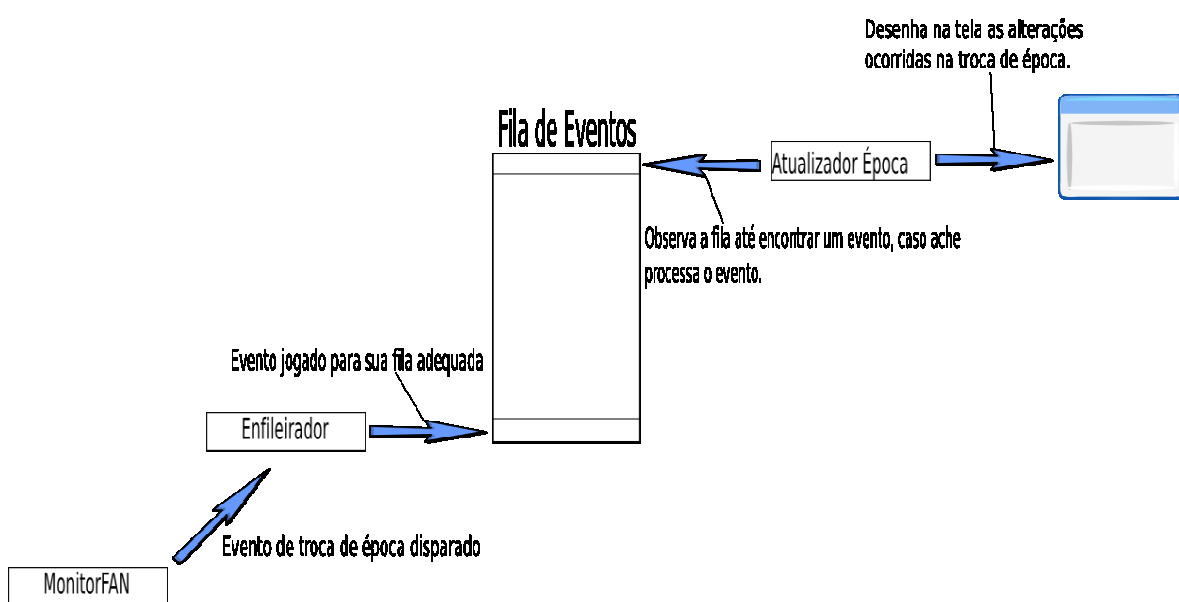 Desenha na tela as alterações
ocorridas na troca de época.
Fila de Eventos
Atualizador Época
Observa a fila até encontrar um evento, caso ache
processa o evento.
Evento jogado para sua fila adequada
Enfileirador
Evento de troca de época disparado
MonitorFAN